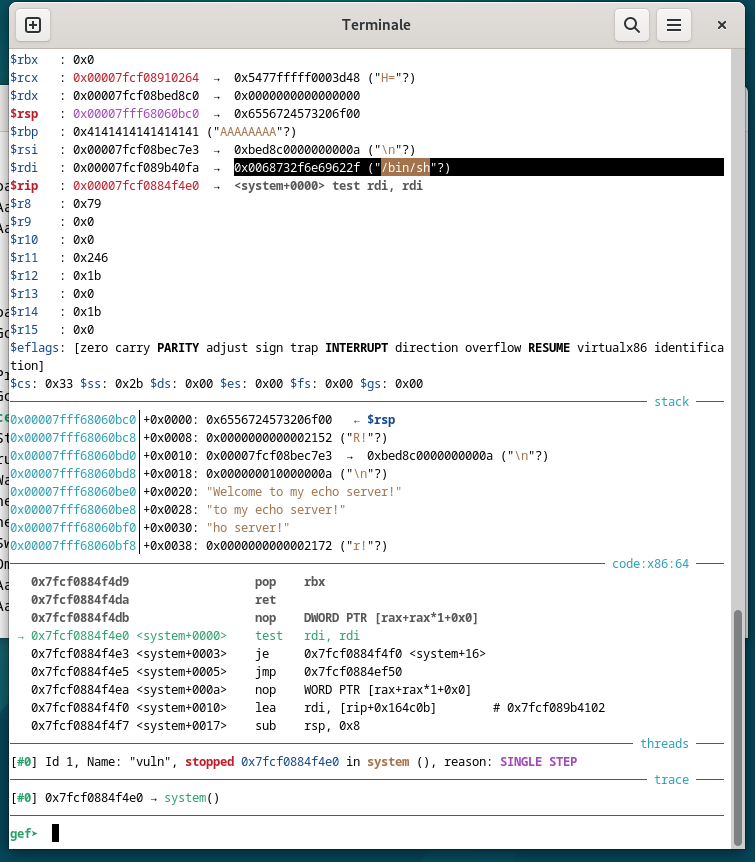 Terminale
$rbx   : 0x0
$rcx   : 0x00007fcf08910264  →  0x5477fffff0003d48 ("H="?)
$rdx   : 0x00007fcf08bed8c0  →  0x0000000000000000
$rsp   : 0x00007fff68060bc0  →  0x6556724573206f00
$rbp   : 0x4141414141414141 ("AAAAAAAA"?)
$rsi   : 0x00007fcf08bec7e3  →  0xbed8c0000000000a ("\n"?)
$rdi   : 0x00007fcf089b40fa  →  0x0068732f6e69622f ("/bin/sh"?)
$rip   : 0x00007fcf0884f4e0  →  <system+0000> test rdi, rdi
$r8    : 0x79
$r9    : 0x0
$r10   : 0x0
$r11   : 0x246
$r12   : 0x1b
$r13   : 0x0
$r14   : 0x1b
$r15   : 0x0
$eflags: [zero carry PARITY adjust sign trap INTERRUPT direction overflow RESUME virtualx86 identifica
tion]
$cs: 0x33 $ss: 0x2b $ds: 0x00 $es: 0x00 $fs: 0x00 $gs: 0x00
stack
0x00007fff68060bc0│+0x0000: 0x6556724573206f00   ← $rsp
0x00007fff68060bc8│+0x0008: 0x0000000000002152 ("R!"?)
0x00007fff68060bd0│+0x0010: 0x00007fcf08bec7e3  →  0xbed8c0000000000a ("\n"?)
0x00007fff68060bd8│+0x0018: 0x000000010000000a ("\n"?)
0x00007fff68060be0│+0x0020: "Welcome to my echo server!"
0x00007fff68060be8│+0x0028: "to my echo server!"
0x00007fff68060bf0│+0x0030: "ho server!"
0x00007fff68060bf8│+0x0038: 0x0000000000002172 ("r!"?)
code:x86:64
0x7fcf0884f4d9                  pop    rbx
0x7fcf0884f4da                  ret
0x7fcf0884f4db                  nop    DWORD PTR [rax+rax*1+0x0]
→ 0x7fcf0884f4e0 <system+0000>    test   rdi, rdi
0x7fcf0884f4e3 <system+0003>    je     0x7fcf0884f4f0 <system+16>
0x7fcf0884f4e5 <system+0005>    jmp    0x7fcf0884ef50
0x7fcf0884f4ea <system+000a>    nop    WORD PTR [rax+rax*1+0x0]
0x7fcf0884f4f0 <system+0010>    lea    rdi, [rip+0x164c0b]        # 0x7fcf089b4102
0x7fcf0884f4f7 <system+0017>    sub    rsp, 0x8
threads
[#0] Id 1, Name: "vuln", stopped 0x7fcf0884f4e0 in system (), reason: SINGLE STEP
trace
[#0] 0x7fcf0884f4e0 → system()
gef➤